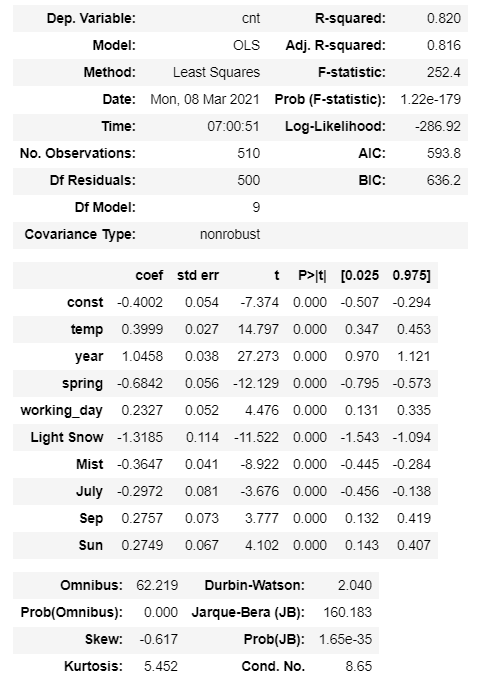 Dep. Variable: cnt R-squared: 0.820
Model: OLS Adj. R-squared: 0.816
Method: Least Squares F-statistic: 252.4
Date: Mon, 08 Mar 2021 Prob (F-statistic): 1.22e-179
Time: 07:00:51 Log-Likelihood: -286.92
No. Observations: 510 AIC: 593.8
Df Residuals: 500 BIC: 636.2
Df Model: 9
Covariance Type: nonrobust
coef std err t P>|t| [0.025 0.975]
const -0.4002 0.054 -7.374 0.000 -0.507 -0.294
temp 0.3999 0.027 14.797 0.000 0.347 0.453
year 1.0458 0.038 27.273 0.000 0.970 1.121
spring -0.6842 0.056 -12.129 0.000 -0.795 -0.573
working_day 0.2327 0.052 4.476 0.000 0.131 0.335
Light Snow -1.3185 0.114 -11.522 0.000 -1.543 -1.094
Mist -0.3647 0.041 -8.922 0.000 -0.445 -0.284
July -0.2972 0.081 -3.676 0.000 -0.456 -0.138
Sep 0.2757 0.073 3.777 0.000 0.132 0.419
Sun 0.2749 0.067 4.102 0.000 0.143 0.407
Omnibus: 62.219 Durbin-Watson: 2.040
Prob(Omnibus): 0.000 Jarque-Bera (JB): 160.183
Skew: -0.617 Prob(JB): 1.65e-35
Kurtosis: 5.452 Cond. No. 8.65